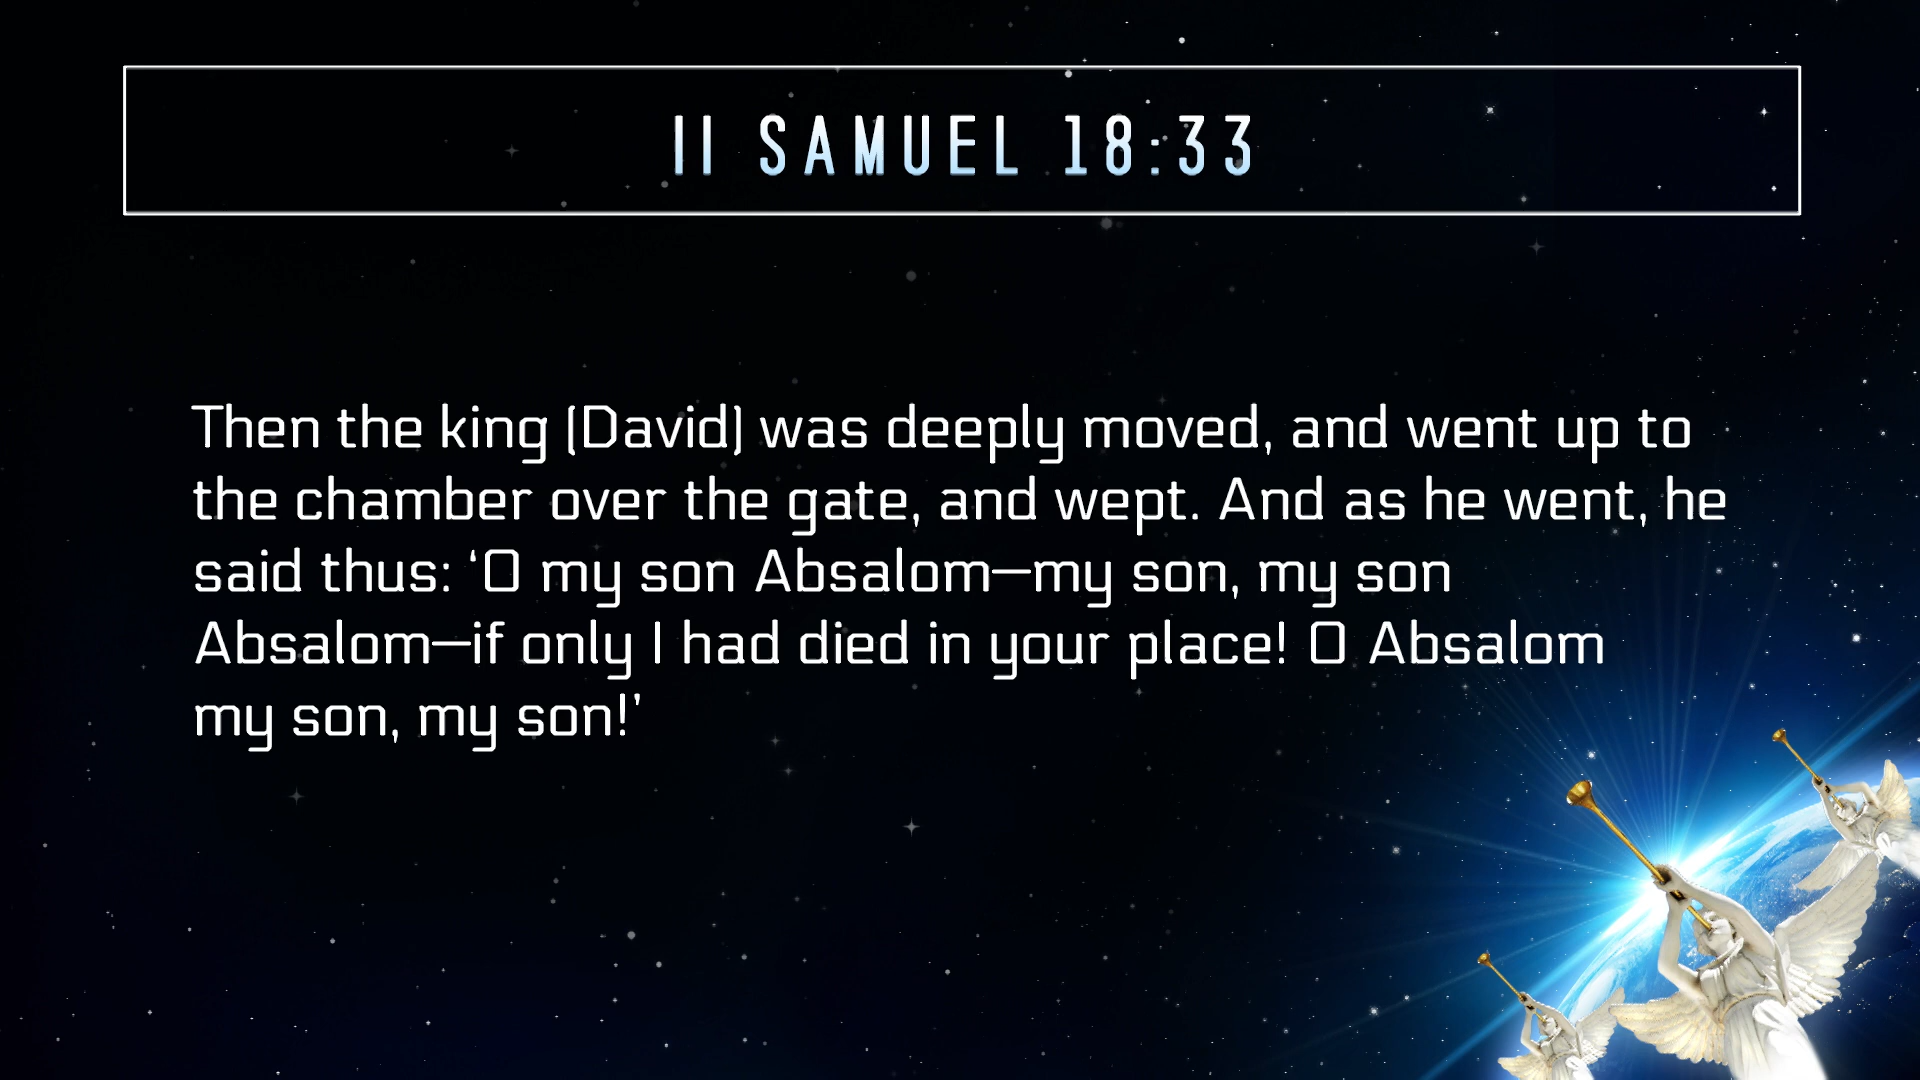 II SAMUEL 18:33
Then the king (David) was deeply moved, and went up to
the chamber over the gate, and wept. And as he went, he
said thus: ‘O my son Absalom—my son, my son
Absalom—if only I had died in your place! O Absalom
my son, my son!’